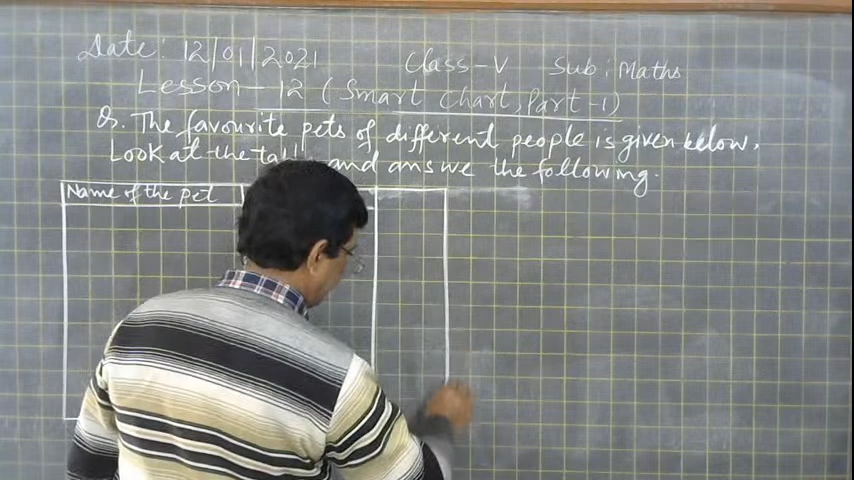 Date: 12/01/2021 Class-V Sub: Maths
Lesson-12 (Smart Chart, Part-1)
Q. The favourite pets of different people is given below.
Look at the and answe the following.
Name of the pet